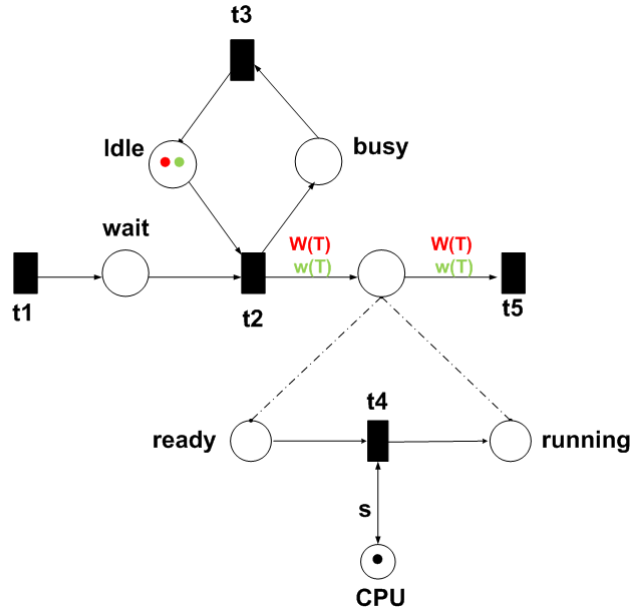 t3
Idle
busy
wait
W(T)
w(T)
W(T)
w(T)
t1
t2
t5
t4
ready
running
s
CPU